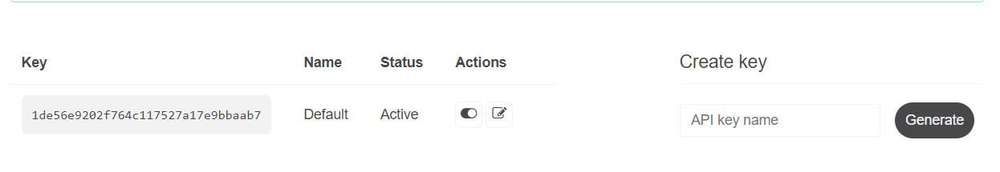 Key Name Status Actions
1de56e9202f764c117527a17e9bbaab7 Default Active
Create key
API key name Generate